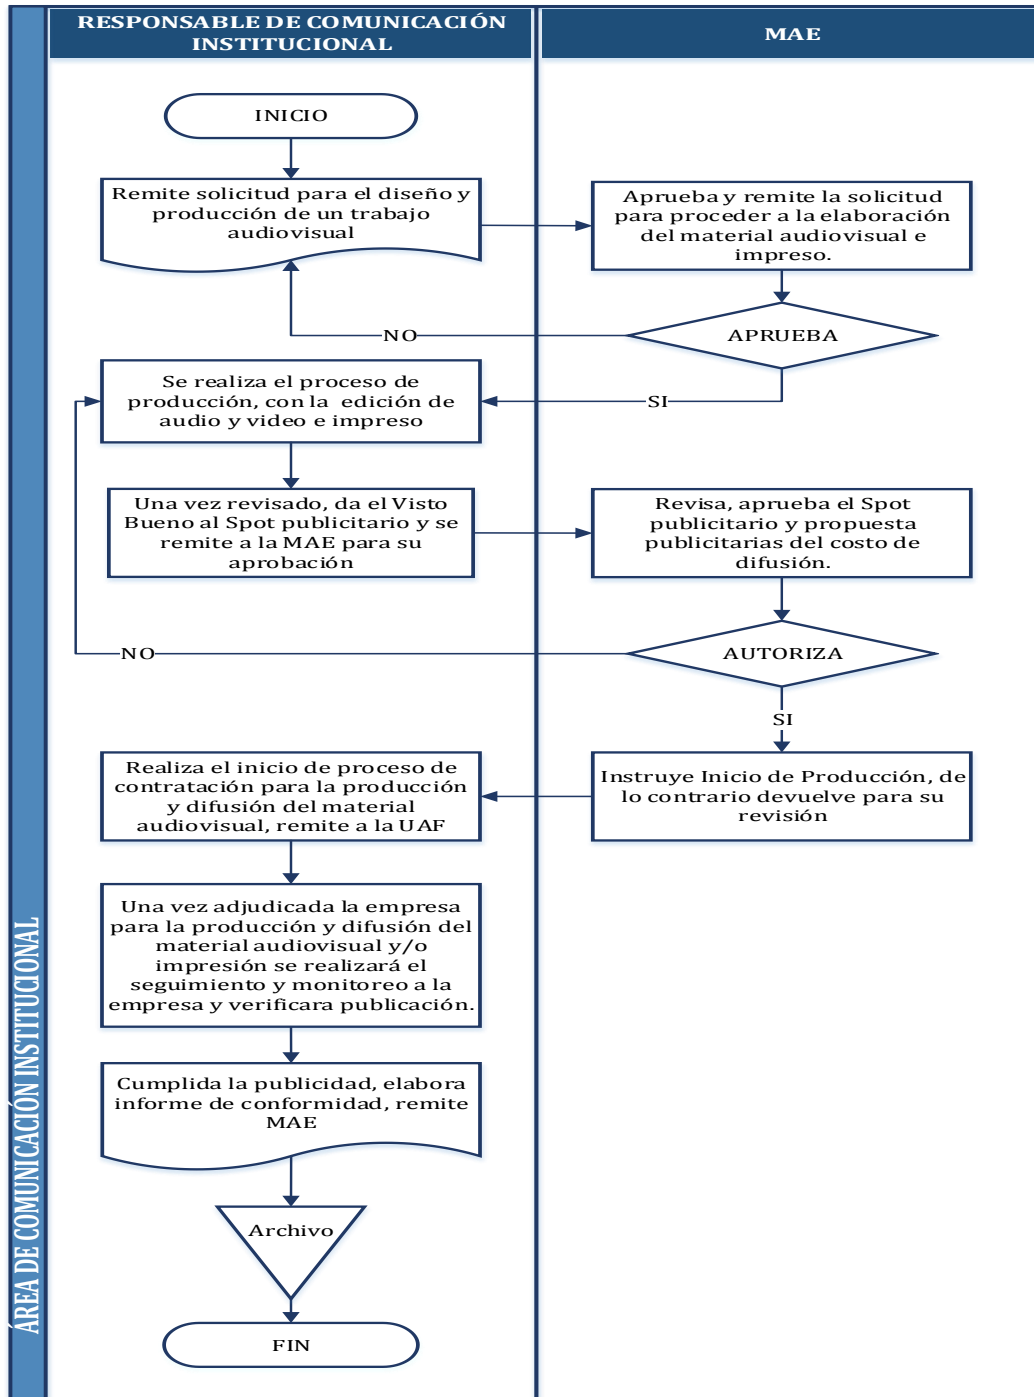 RESPONSABLE DE COMUNICACIÓN
INSTITUCIONAL
MAE
INICIO
Remite solicitud para el diseño y
producción de un trabajo
audiovisual
Aprueba y remite la solicitud
para proceder a la elaboración
del material audiovisual e
impreso.
APRUEBA
NO
SI
Se realiza el proceso de
producción, con la edición de
audio y video e impreso
Una vez revisado, da el Visto
Bueno al Spot publicitario y se
remite a la MAE para su
aprobación
Revisa, aprueba el Spot
publicitario y propuesta
publicitarias del costo de
difusión.
AUTORIZA
NO
SI
Instruye Inicio de Producción, de
lo contrario devuelve para su
revisión
Realiza el inicio de proceso de
contratación para la producción
y difusión del material
audiovisual, remite a la UAF
Una vez adjudicada la empresa
para la producción y difusión del
material audiovisual y/o
impresión se realizará el
seguimiento y monitoreo a la
empresa y verificara publicación.
Cumplida la publicidad, elabora
informe de conformidad, remite
MAE
Archivo
FIN
ÁREA DE COMUNICACIÓN INSTITUCIONAL